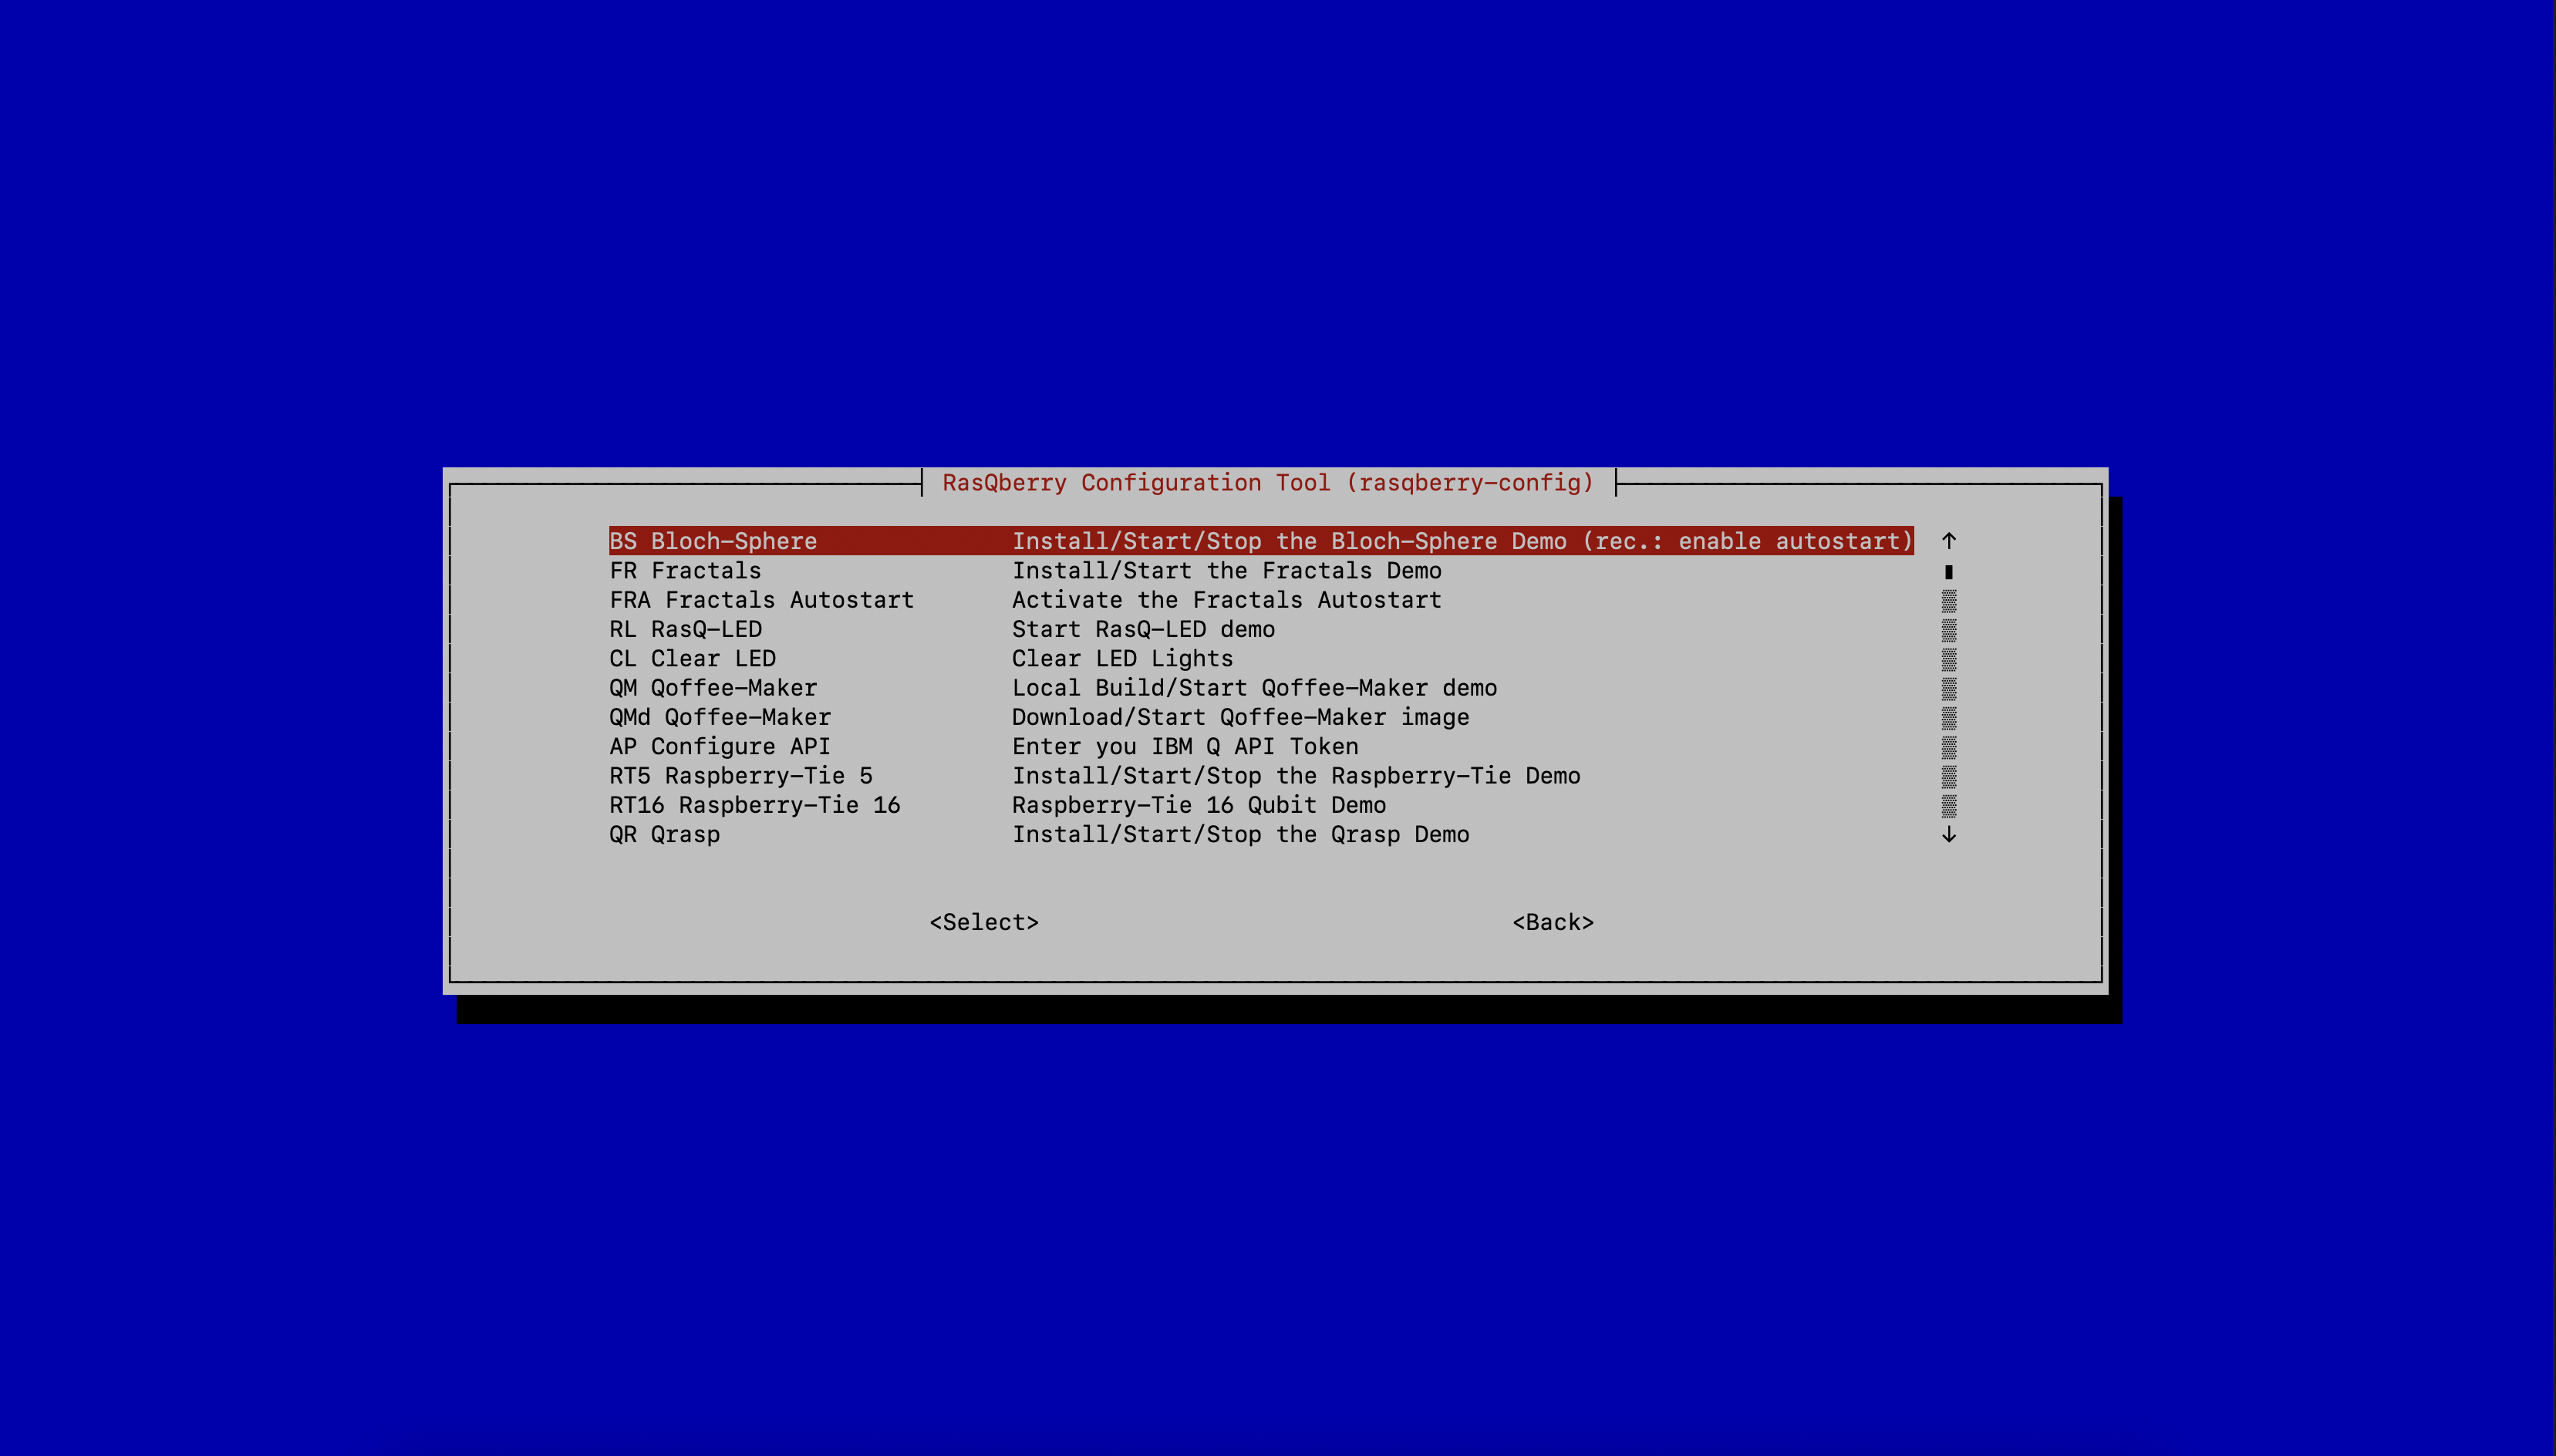 RasQberry Configuration Tool (rasqberry-config)
BS Bloch-Sphere Install/Start/Stop the Bloch-Sphere Demo (rec.: enable autostart) ↑
FR Fractals Install/Start the Fractals Demo
FRA Fractals Autostart Activate the Fractals Autostart
RL RasQ-LED Start RasQ-LED demo
CL Clear LED Clear LED Lights
QM Qoffee-Maker Local Build/Start Qoffee-Maker demo
QMd Qoffee-Maker Download/Start Qoffee-Maker image
AP Configure API Enter you IBM Q API Token
RT5 Raspberry-Tie 5 Install/Start/Stop the Raspberry-Tie Demo
RT16 Raspberry-Tie 16 Raspberry-Tie 16 Qubit Demo
QR Qrasp Install/Start/Stop the Qrasp Demo ↓
<Select> <Back>